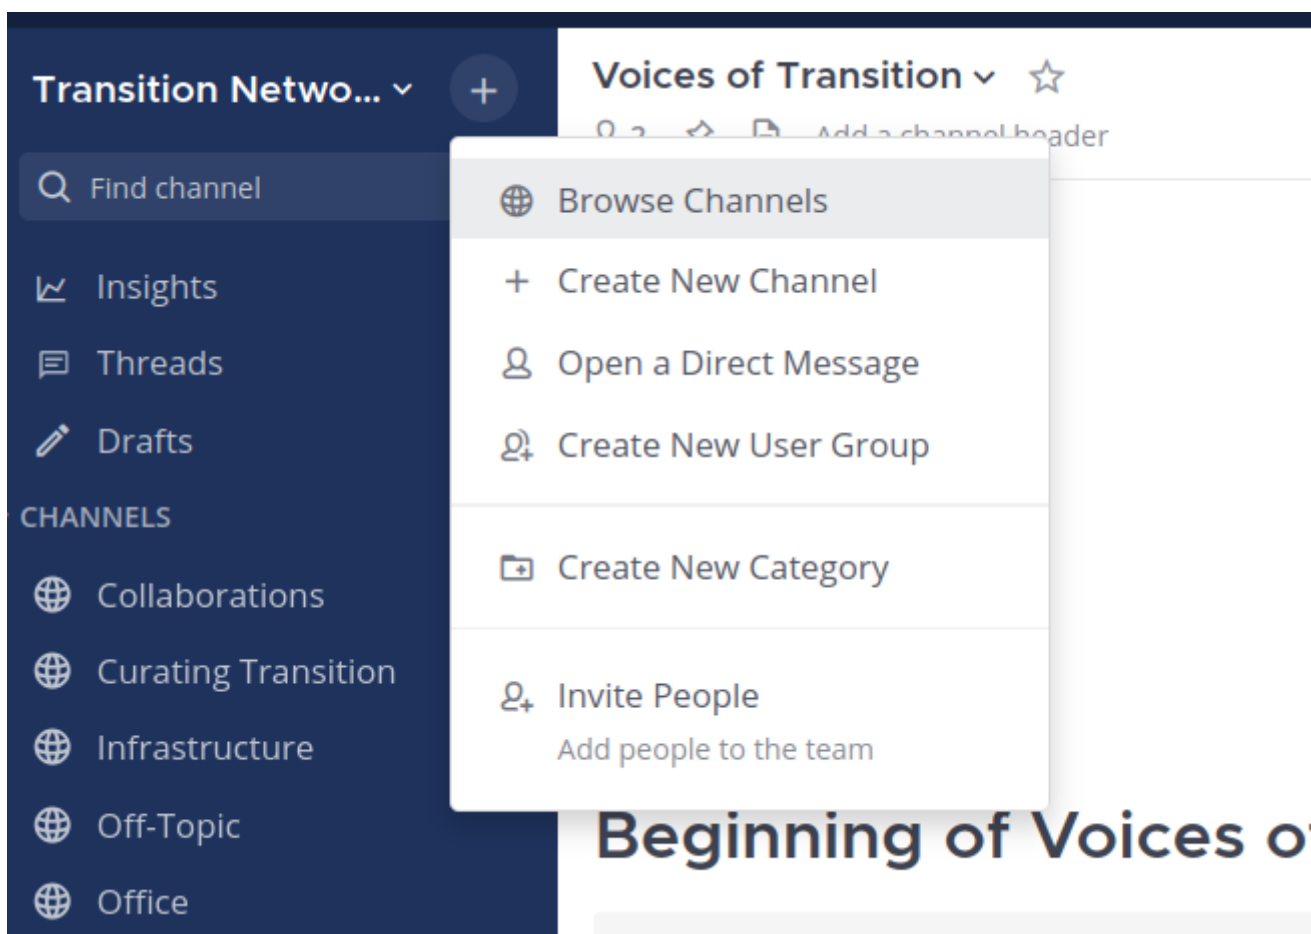 Transition Netwo...
Find channel
Insights
Threads
Drafts
CHANNELS
Collaborations
Curating Transition
Infrastructure
Off-Topic
Office
Voices of Transition
2 Add a channel header
Browse Channels
Create New Channel
Open a Direct Message
Create New User Group
Create New Category
Invite People
Add people to the team
Beginning of Voices of